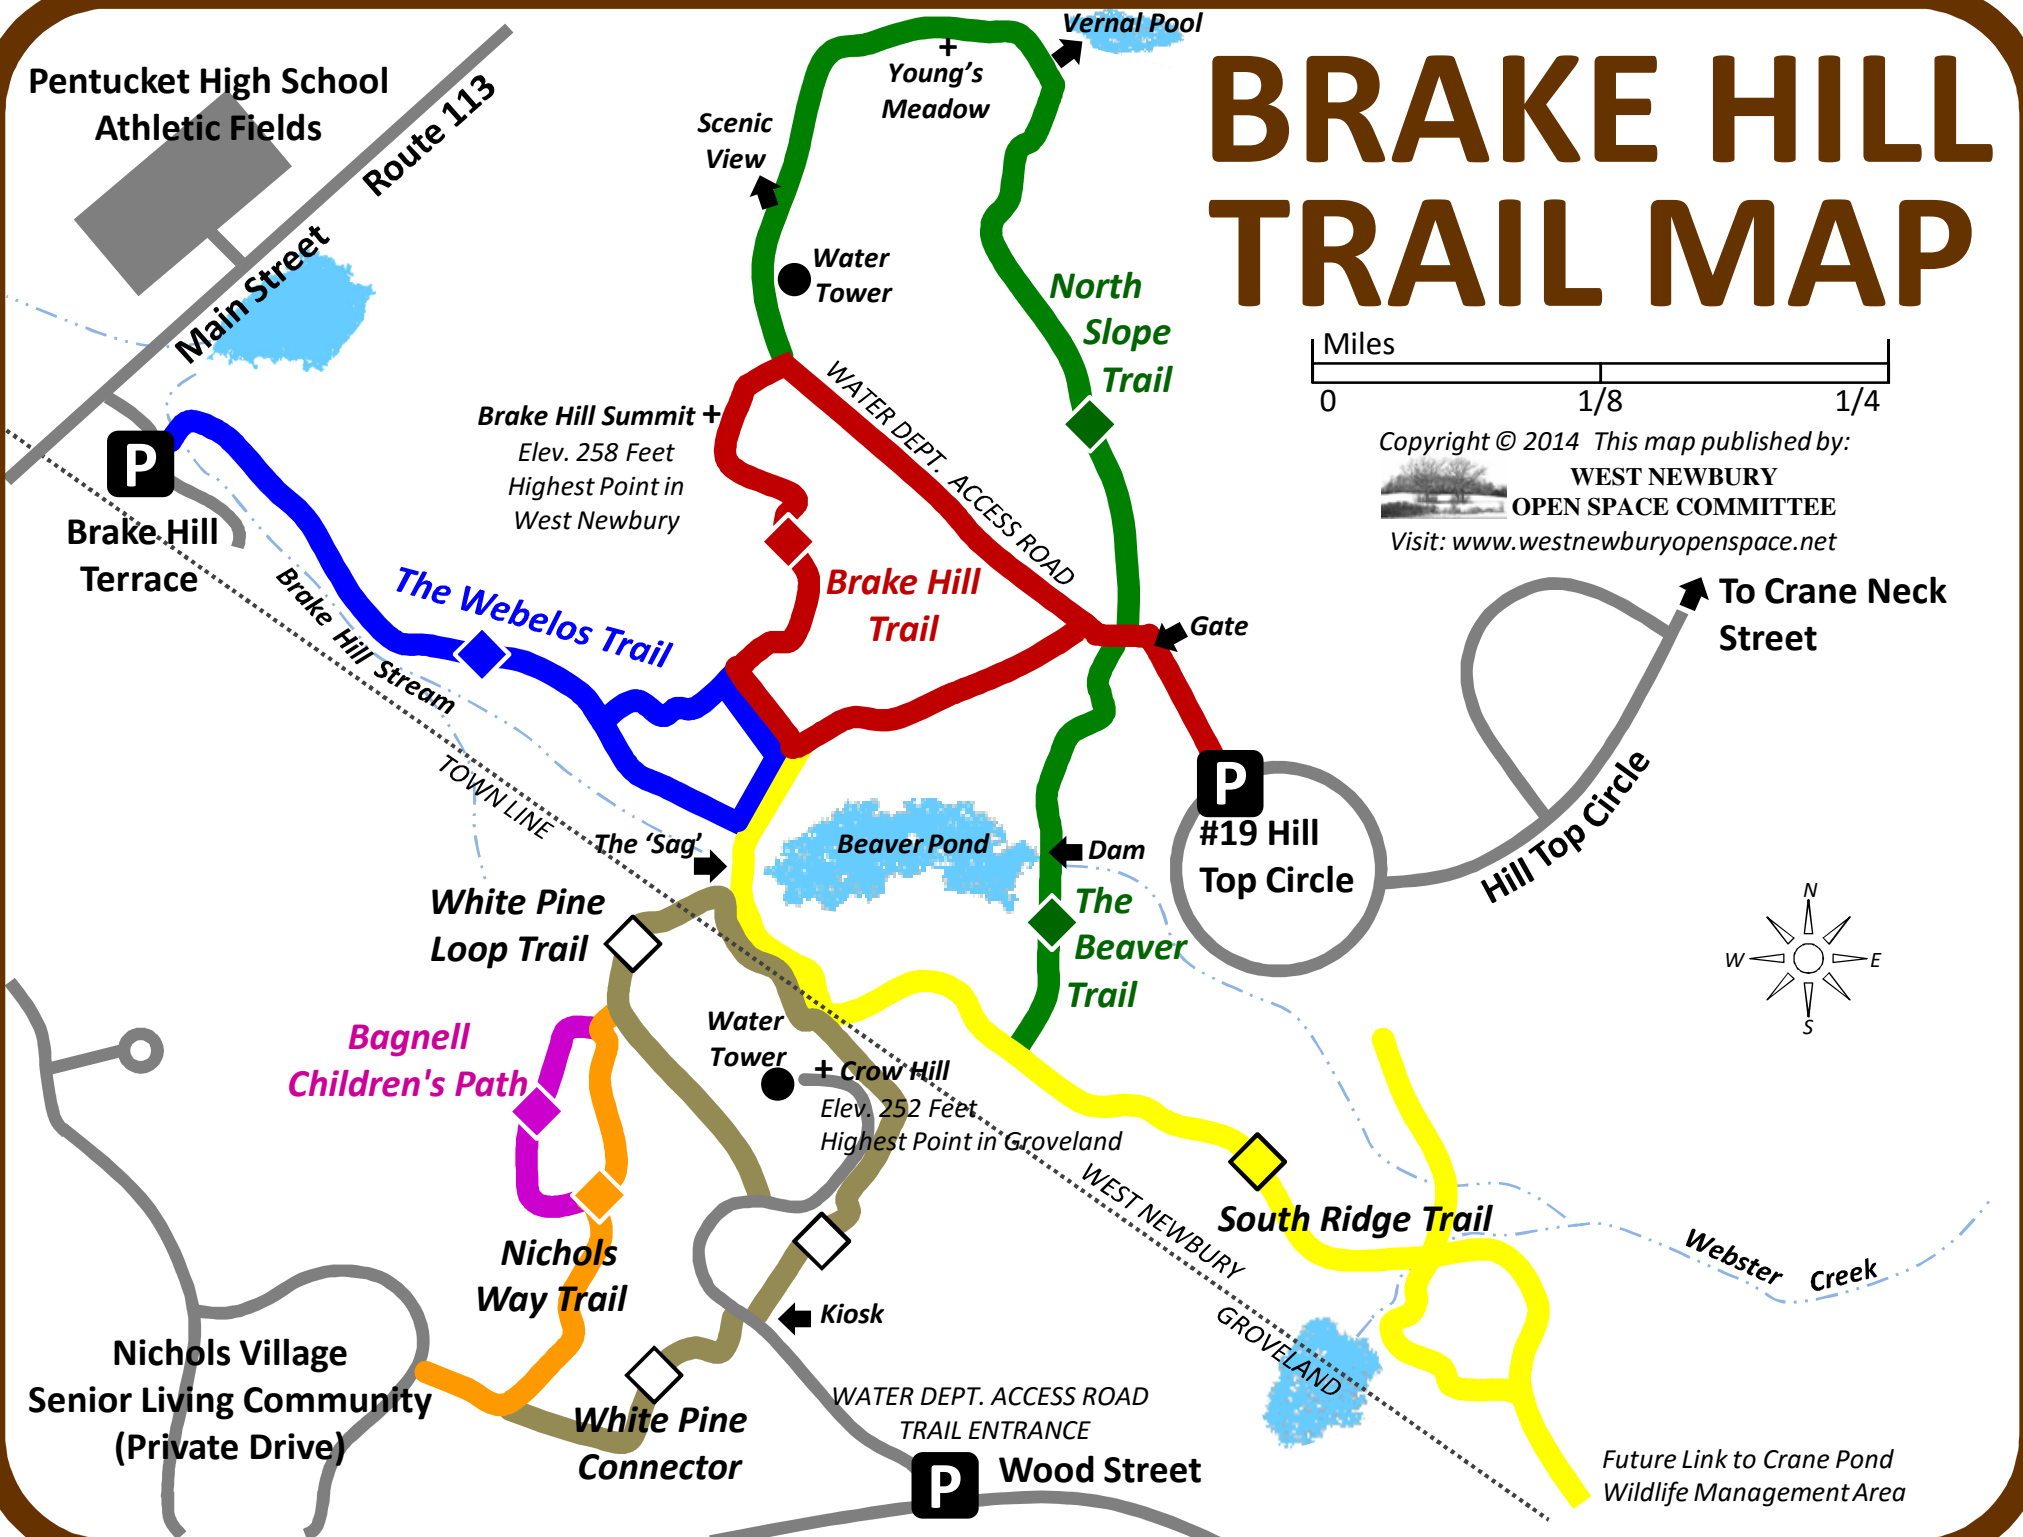 BRAKE HILL
TRAIL MAP
Pentucket High School
Athletic Fields
Route 113
Main Street
Vernal Pool
+
Young's
Meadow
Scenic
View
Water
Tower
North
Slope
Trail
Miles
0 1/8 1/4
Copyright © 2014 This map published by:
WEST NEWBURY
OPEN SPACE COMMITTEE
Visit: www.westnewburyopenspace.net
WATER DEPT. ACCESS ROAD
Brake Hill Summit +
Elev. 258 Feet
Highest Point in
West Newbury
P
Brake Hill
Terrace
Brake Hill Stream
The Webelos Trail
Brake Hill
Trail
Gate
To Crane Neck
Street
TOWN LINE
The 'Sag'
Beaver Pond
Dam
P
#19 Hill
Top Circle
Hill Top Circle
White Pine
Loop Trail
The
Beaver
Trail
N
W E
S
Bagnell
Children's Path
Water
Tower
+ Crow Hill
Elev. 252 Feet
Highest Point in Groveland
WEST NEWBURY
GROVELAND
South Ridge Trail
Webster Creek
Nichols
Way Trail
Kiosk
Nichols Village
Senior Living Community
(Private Drive)
White Pine
Connector
WATER DEPT. ACCESS ROAD
TRAIL ENTRANCE
P
Wood Street
Future Link to Crane Pond
Wildlife Management Area